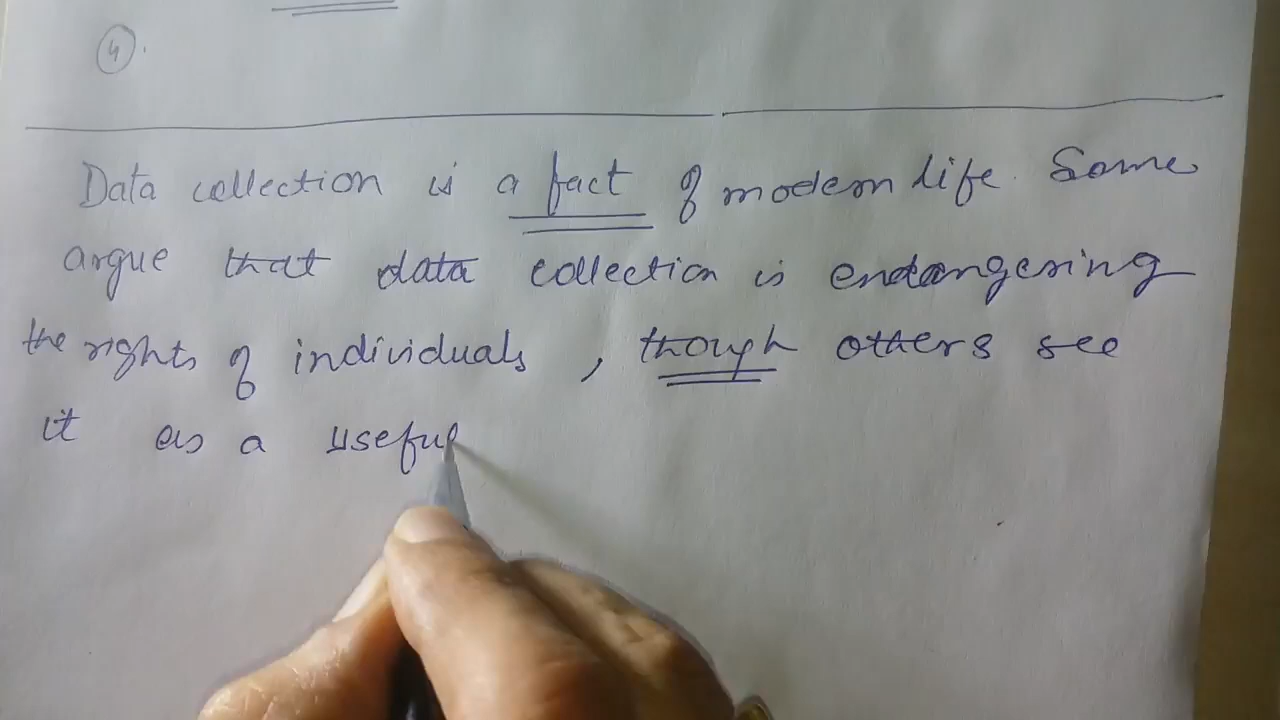 4.
Data collection is a fact of modern life. Some
argue that data collection is endangering
the rights of individuals, though others see
it as a useful